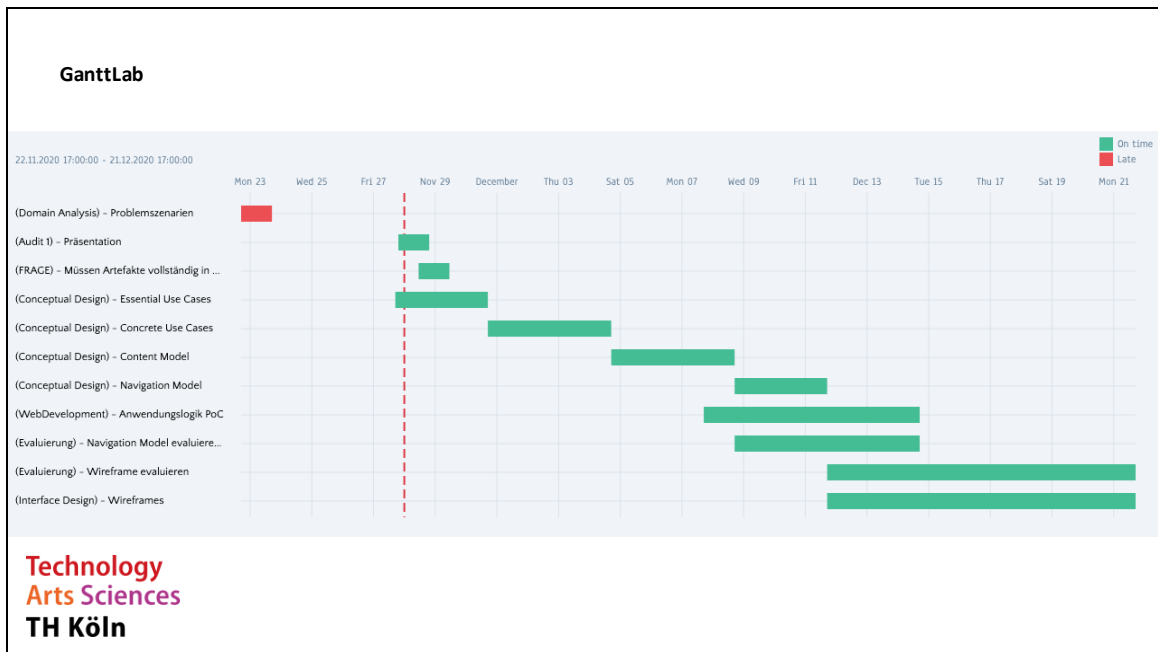 GanttLab
On time
22.11.2020 17:00:00 - 21.12.2020 17:00:00
Late
Mon 23 Wed 25 Fri 27 Nov 29 December Thu 03 Sat 05 Mon 07 Wed 09 Fri 11 Dec 13 Tue 15 Thu 17 Sat 19 Mon 21
(Domain Analysis) - Problemszenarien
(Audit 1) - Präsentation
(FRAGE) - Müssen Artefakte vollständig in ...
(Conceptual Design) - Essential Use Cases
(Conceptual Design) - Concrete Use Cases
(Conceptual Design) - Content Model
(Conceptual Design) - Navigation Model
(WebDevelopment) - Anwendungslogik PoC
(Evaluierung) - Navigation Model evaluiere...
(Evaluierung) - Wireframe evaluieren
(Interface Design) - Wireframes
Technology
Arts Sciences
TH Köln